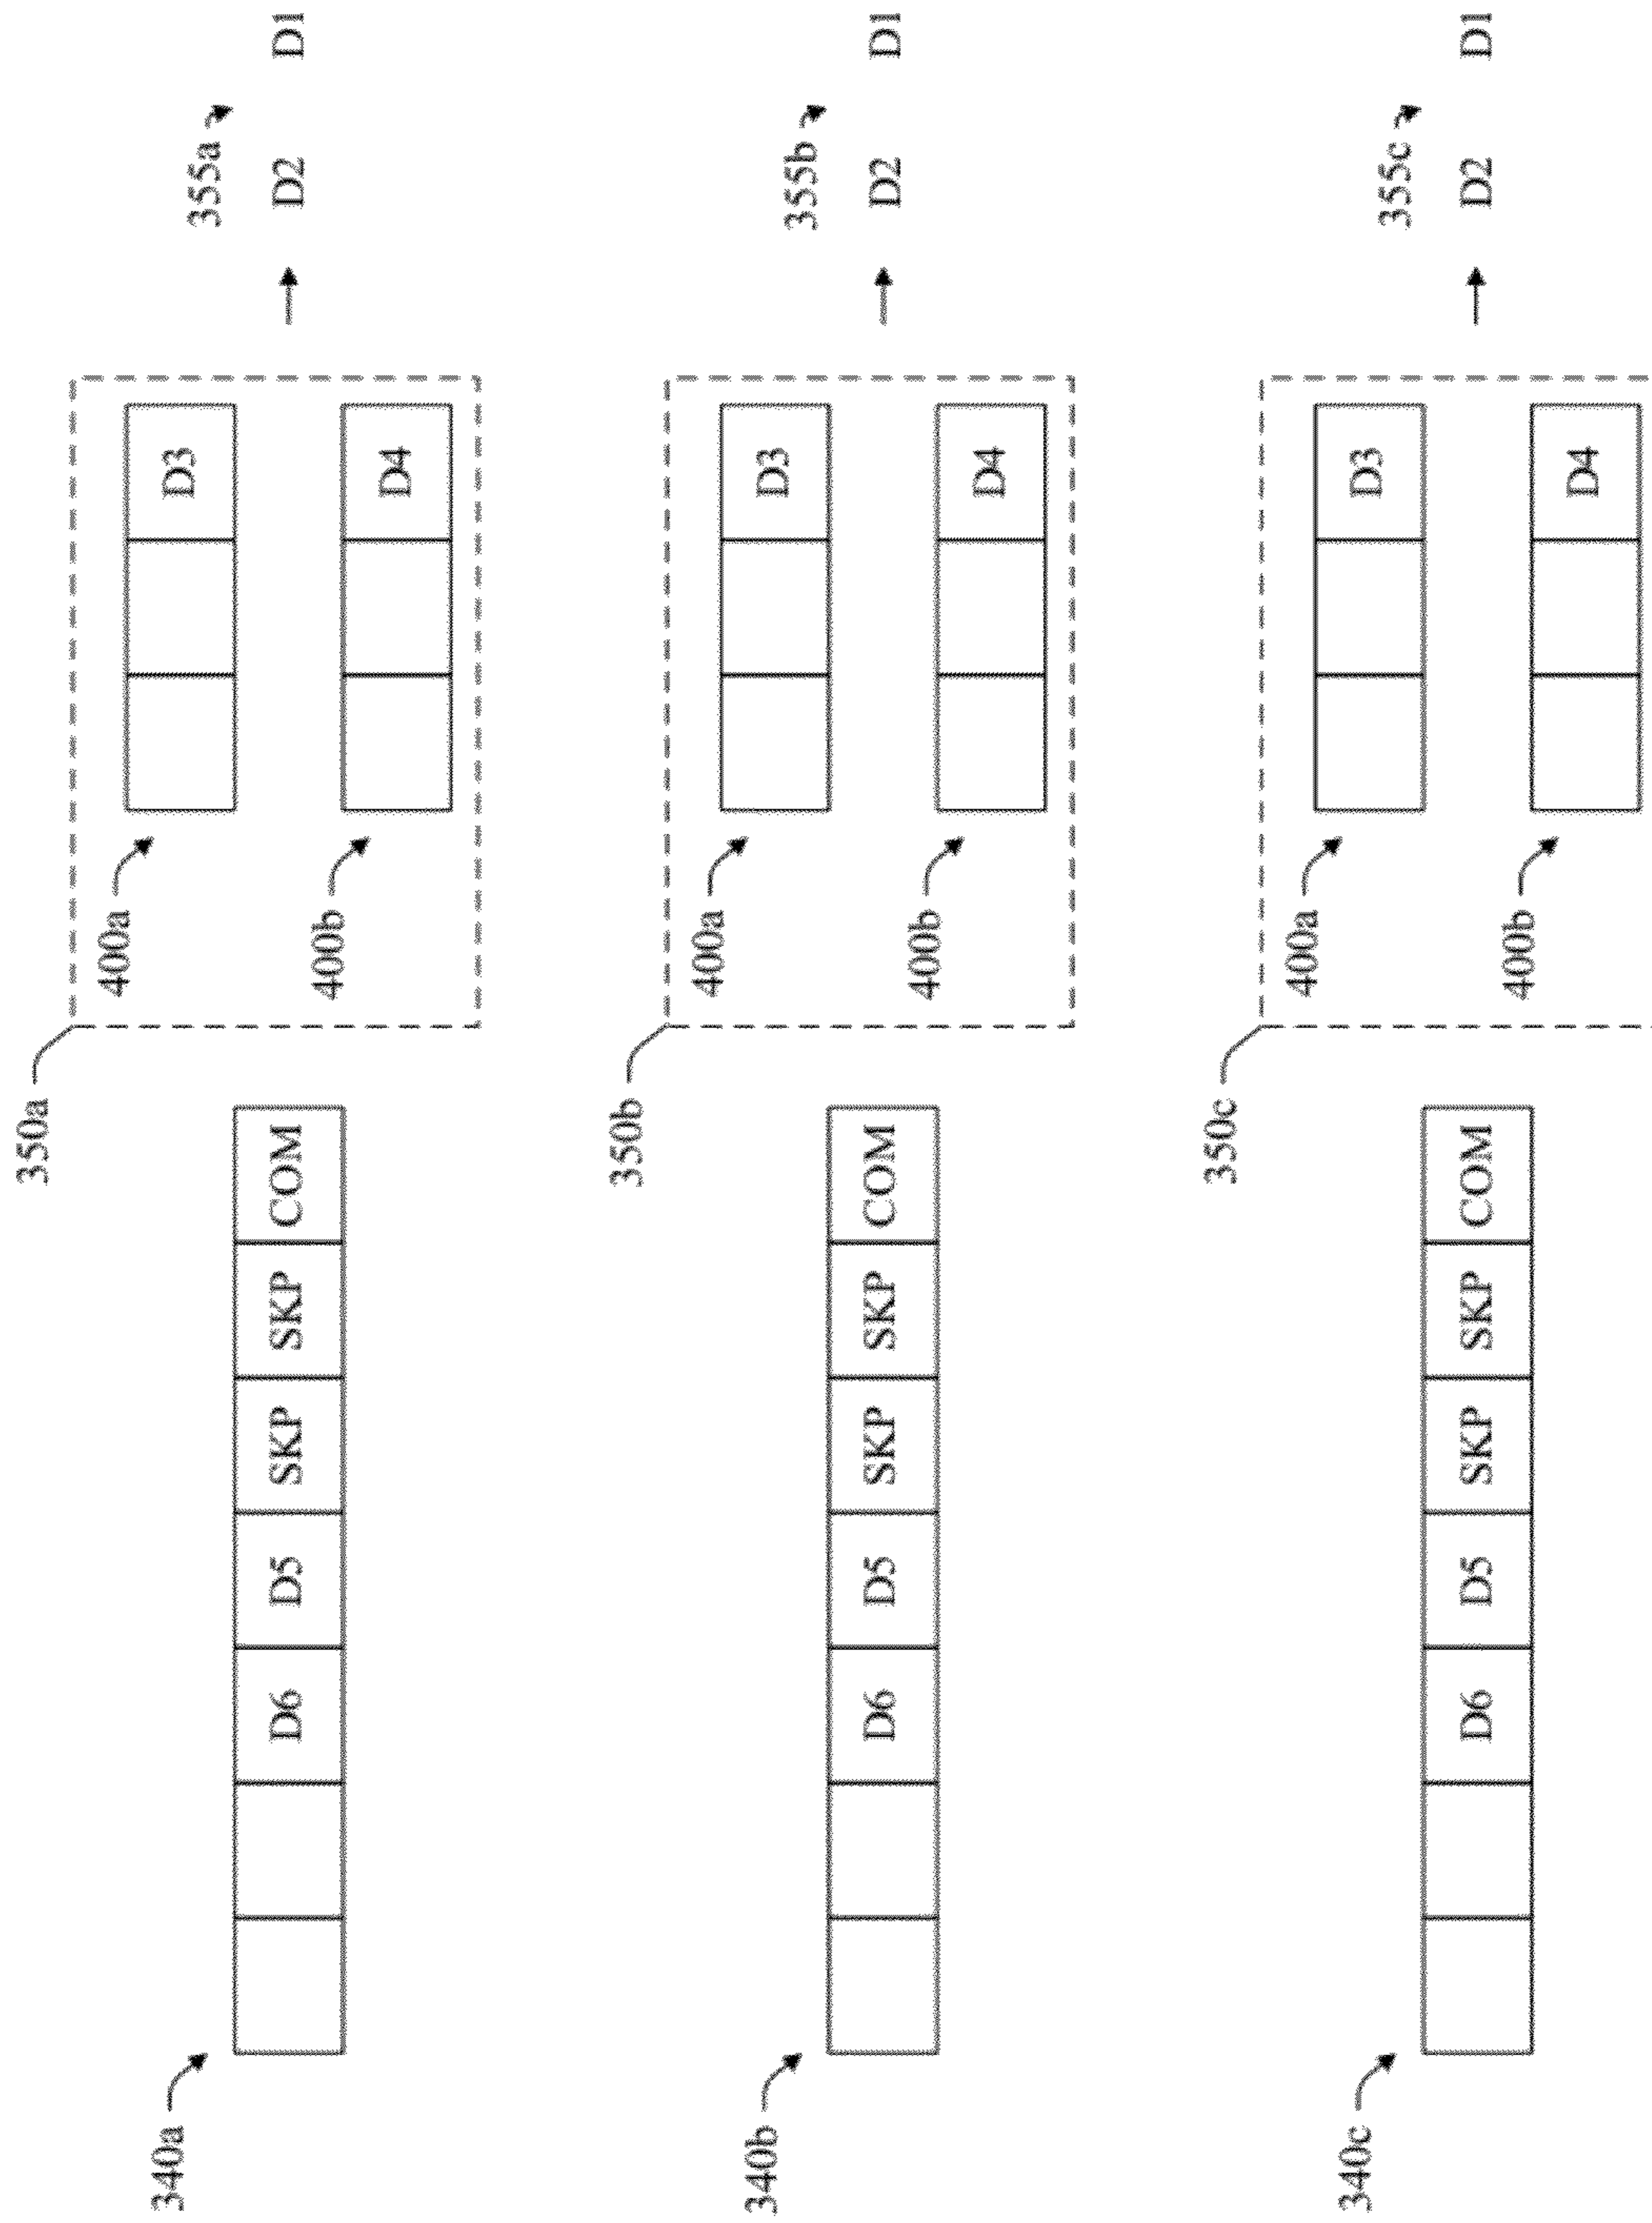 350a
400a
D3
340a
355a
D6 D5 SKP SKP COM
D2 D1
400b
D4
350b
400a
D3
340b
355b
D6 D5 SKP SKP COM
D2 D1
400b
D4
350c
400a
D3
340c
355c
D6 D5 SKP SKP COM
D2 D1
400b
D4